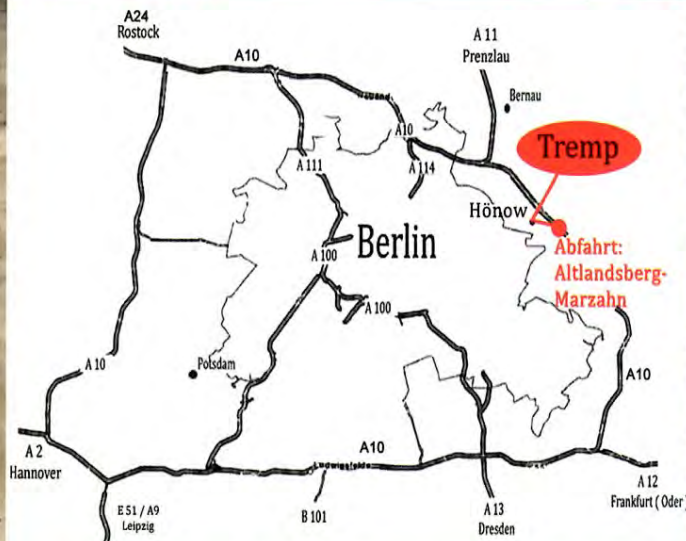 A24
Rostock
A10
A 11
Prenzlau
Bernau
A10
Tremp
A 111
A 114
Hönow
Berlin
Abfahrt:
Altlandsberg-
Marzahn
A 100
A 100
Potsdam
A 10
A10
A 2
Hannover
A10
Ludwigsfelde
A 12
Frankfurt ( Oder )
E 51 / A9
Leipzig
B 101
A 13
Dresden